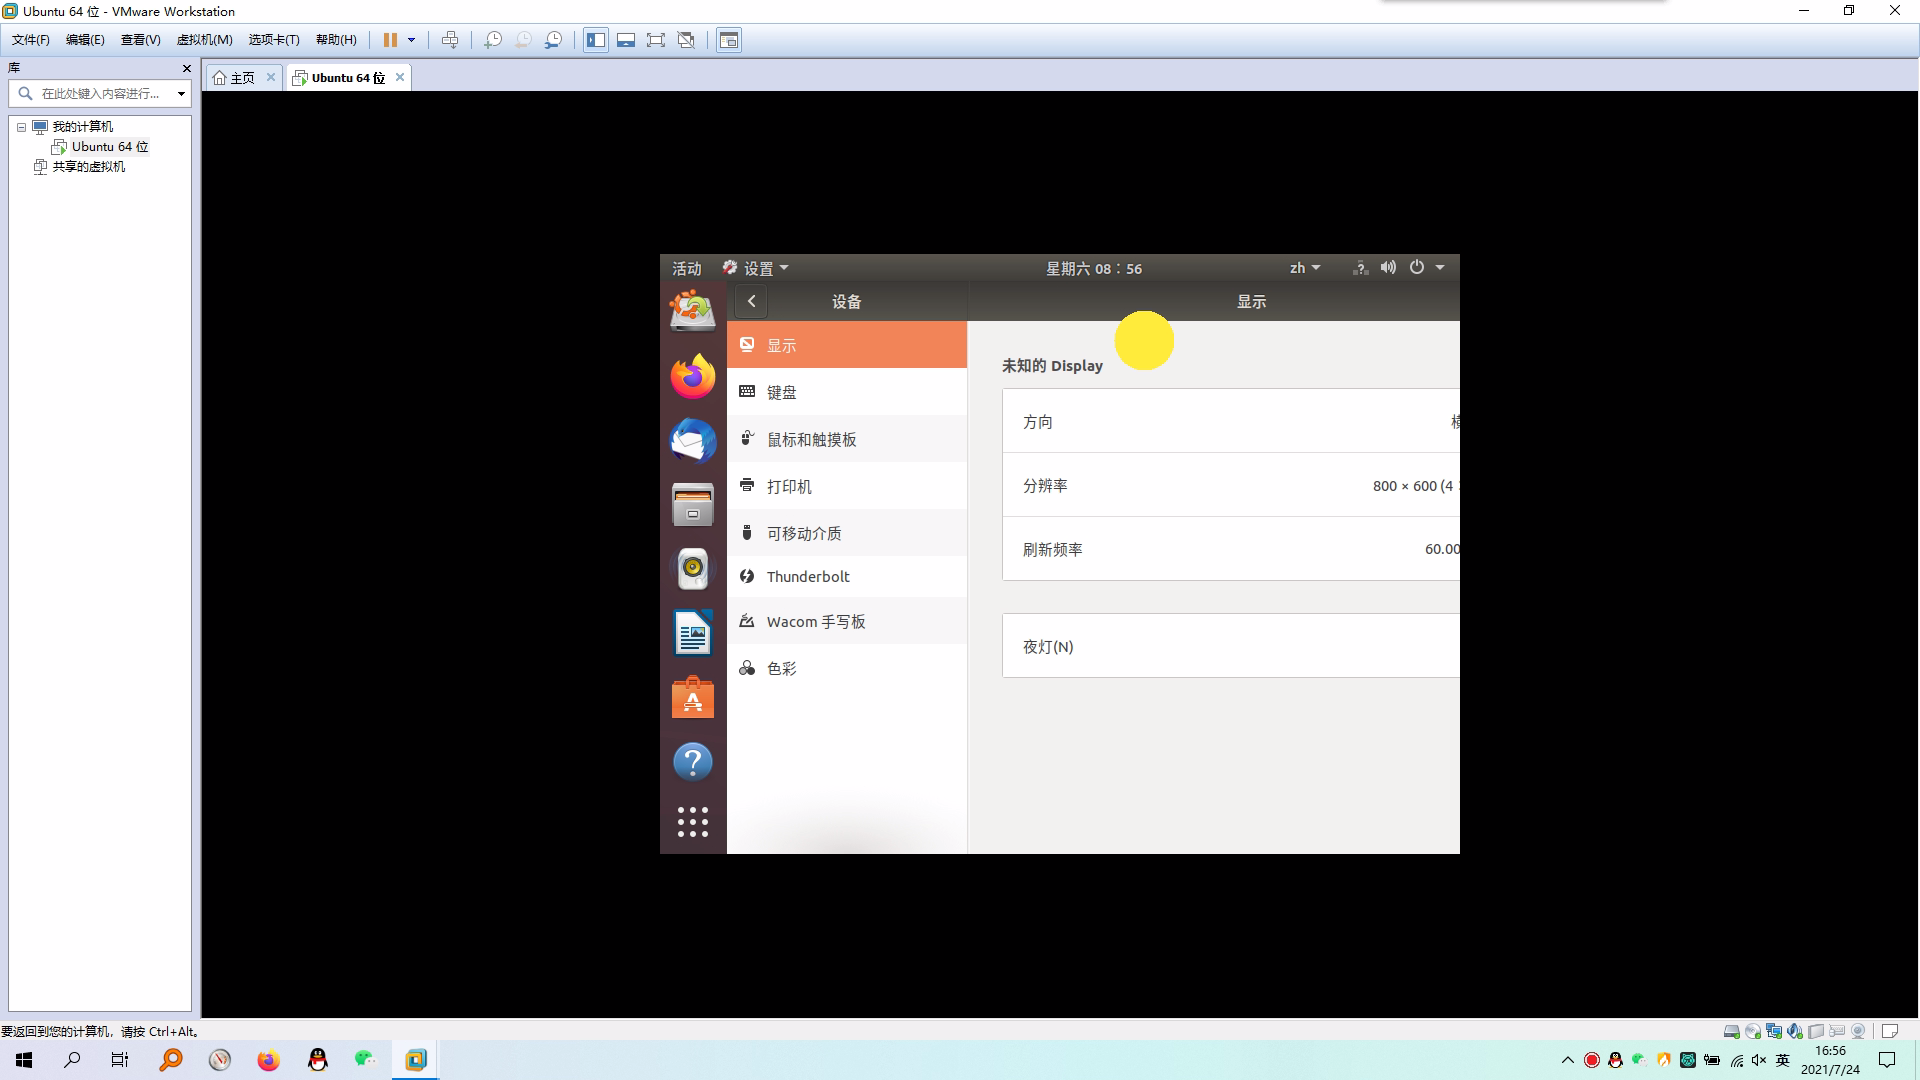 Ubuntu 64 位 - VMware Workstation
文件(F) 编辑(E) 查看(V) 虚拟机(M) 选项卡(T) 帮助(H)
库
在此处键入内容进行...
我的计算机
Ubuntu 64 位
共享的虚拟机
主页
Ubuntu 64 位
活动 设置 星期六 08：56 zh
设备 显示
显示
键盘
鼠标和触摸板
打印机
可移动介质
Thunderbolt
Wacom 手写板
色彩
未知的 Display
方向
分辨率 800 × 600 (4
刷新频率 60.00
夜灯(N)
要返回到您的计算机，请按 Ctrl+Alt。
英
16:56
2021/7/24